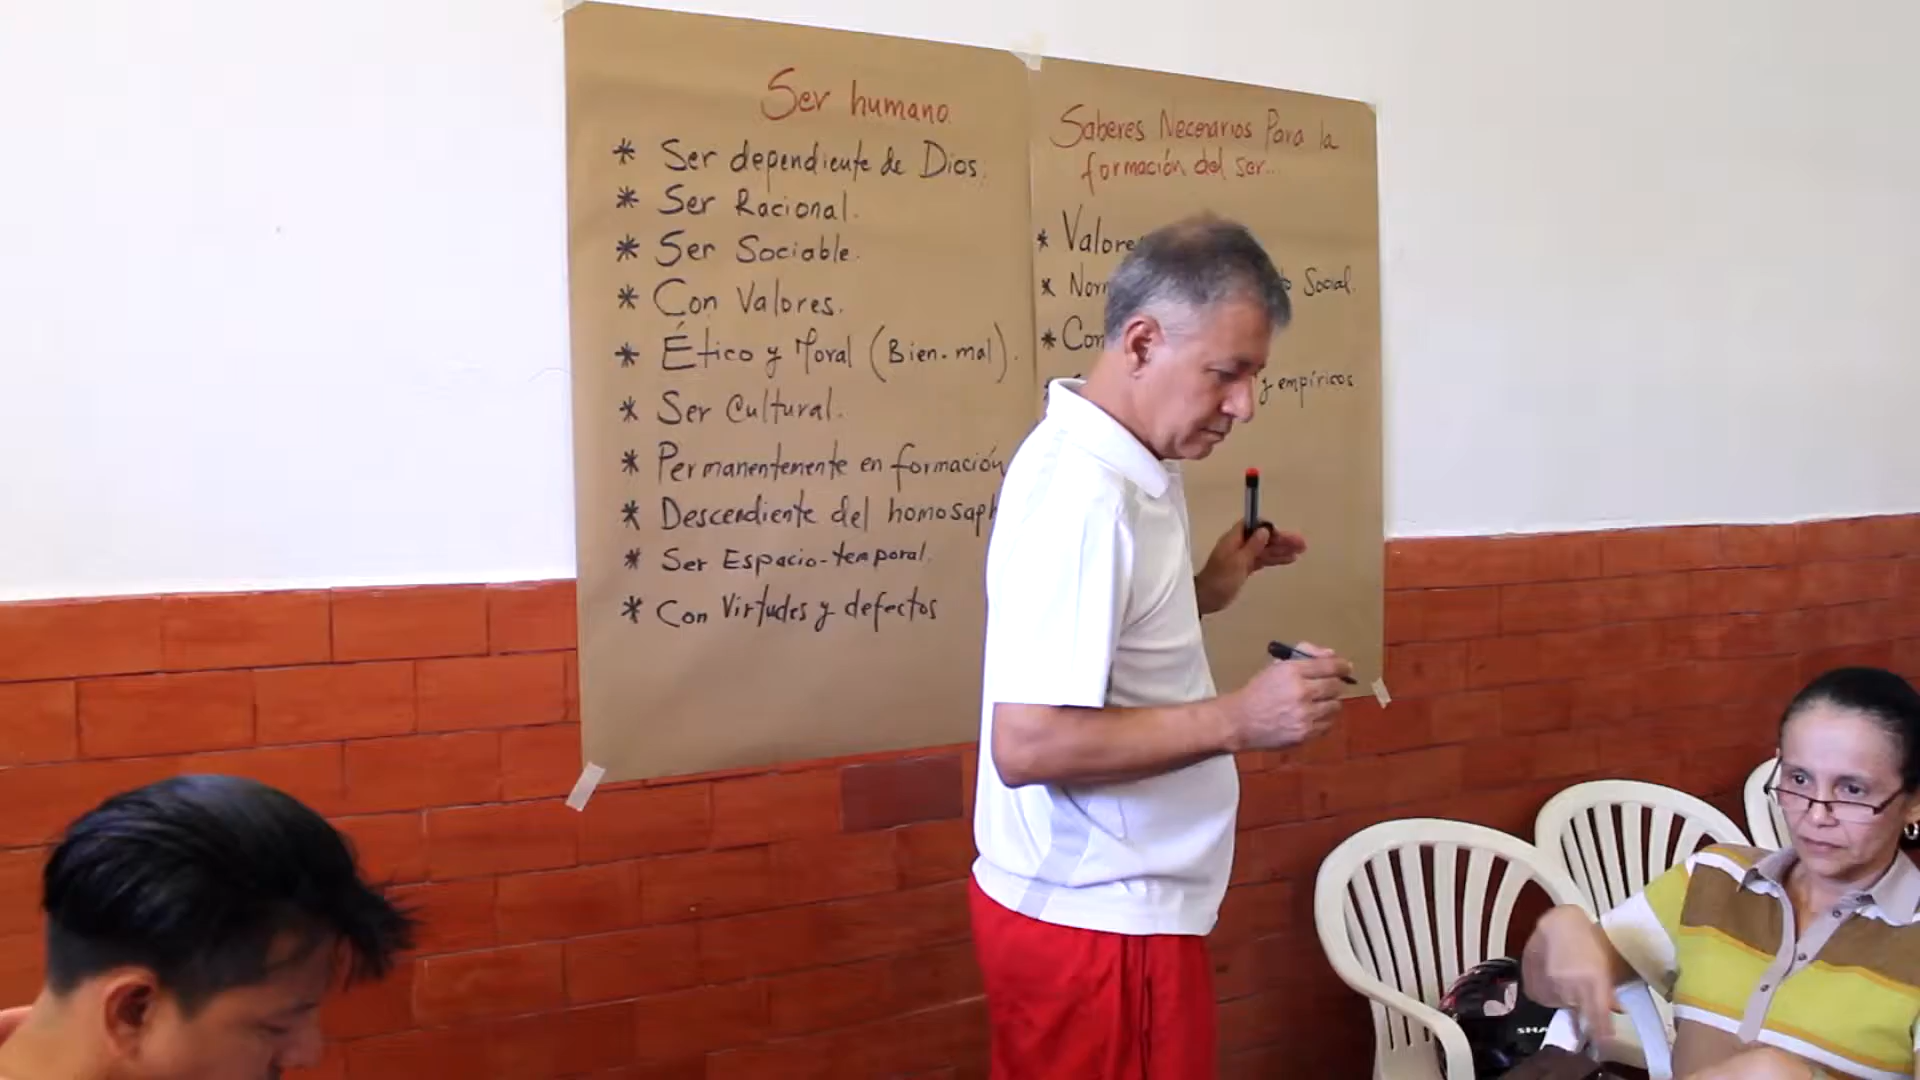 Ser humano.
* Ser dependiente de Dios.
* Ser Racional.
* Ser Sociable.
* Con Valores.
* Ético y Moral (Bien-mal).
* Ser Cultural.
* Permanentemente en formación
* Descendiente del homosap
* Ser Espacio-temporal.
* Con Virtudes y defectos
Saberes Necesarios Para la
formación del ser...
* Valore
* Nor Social.
* Con
y empíricos